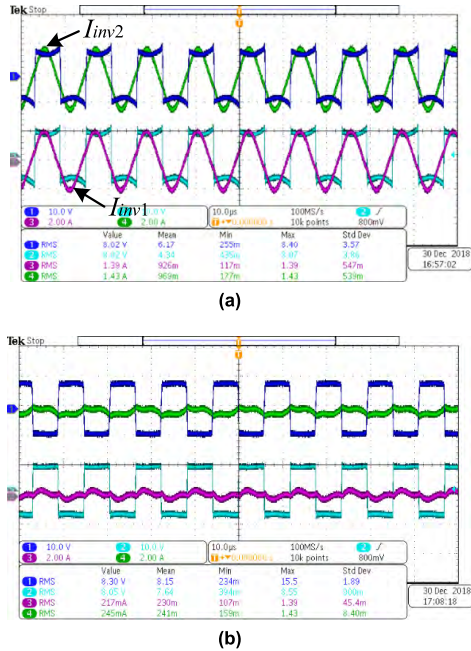 Tek Stop
Iinv2
Iinv1
1 10.0 V 2 10.0 V
3 2.00 A 4 2.00 A
10.0μs 100MS/s 2
10k points 800mV
Value Mean Min Max Std Dev
1 RMS 8.02 V 6.17 255m 8.40 3.57
RMS 8.02 V 4.34
3 RMS 1.39 A 926m 117m 1.39 547m
4 RMS 1.43 A 969m 177m 1.43 539m
30 Dec 2018
16:57:02
(a)
Tek Stop
1 10.0 V 2 10.0 V
3 2.00 A 4 2.00 A
10.0μs 100MS/s 2
10k points 800mV
Value Mean Min Max Std Dev
1 RMS 8.30 V 8.15 234m 15.5 1.89
RMS 8.05 V 7.64 394m 8.55
3 RMS 217mA 230m 107m 1.39 45.4m
4 RMS 245mA 241m 159m 1.43 8.40m
30 Dec 2018
17:08:18
(b)